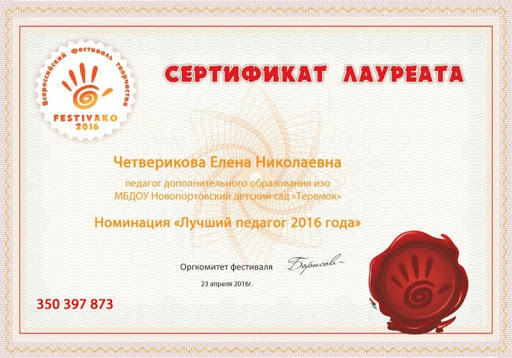 Всероссийский фестиваль творчества
FESTIVAKO
2016
СЕРТИФИКАТ ЛАУРЕАТА
Четверикова Елена Николаевна
педагог дополнительного образования изо
МБДОУ Новопортовский детский сад «Теремок»
Номинация «Лучший педагог 2016 года»
Оргкомитет фестиваля Борисов
23 апреля 2016г.
350 397 873